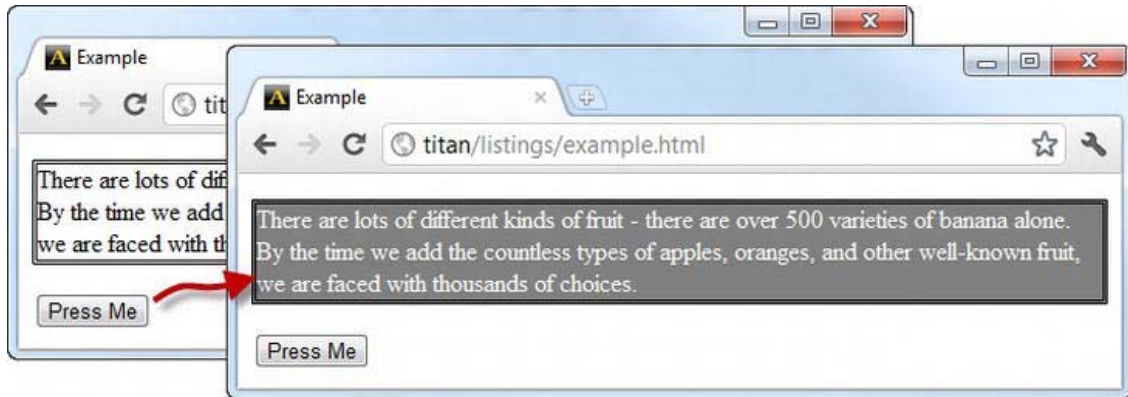 Example
tit
There are lots of dif
By the time we add
we are faced with th
Press Me
Example
titan/listings/example.html
There are lots of different kinds of fruit - there are over 500 varieties of banana alone.
By the time we add the countless types of apples, oranges, and other well-known fruit,
we are faced with thousands of choices.
Press Me